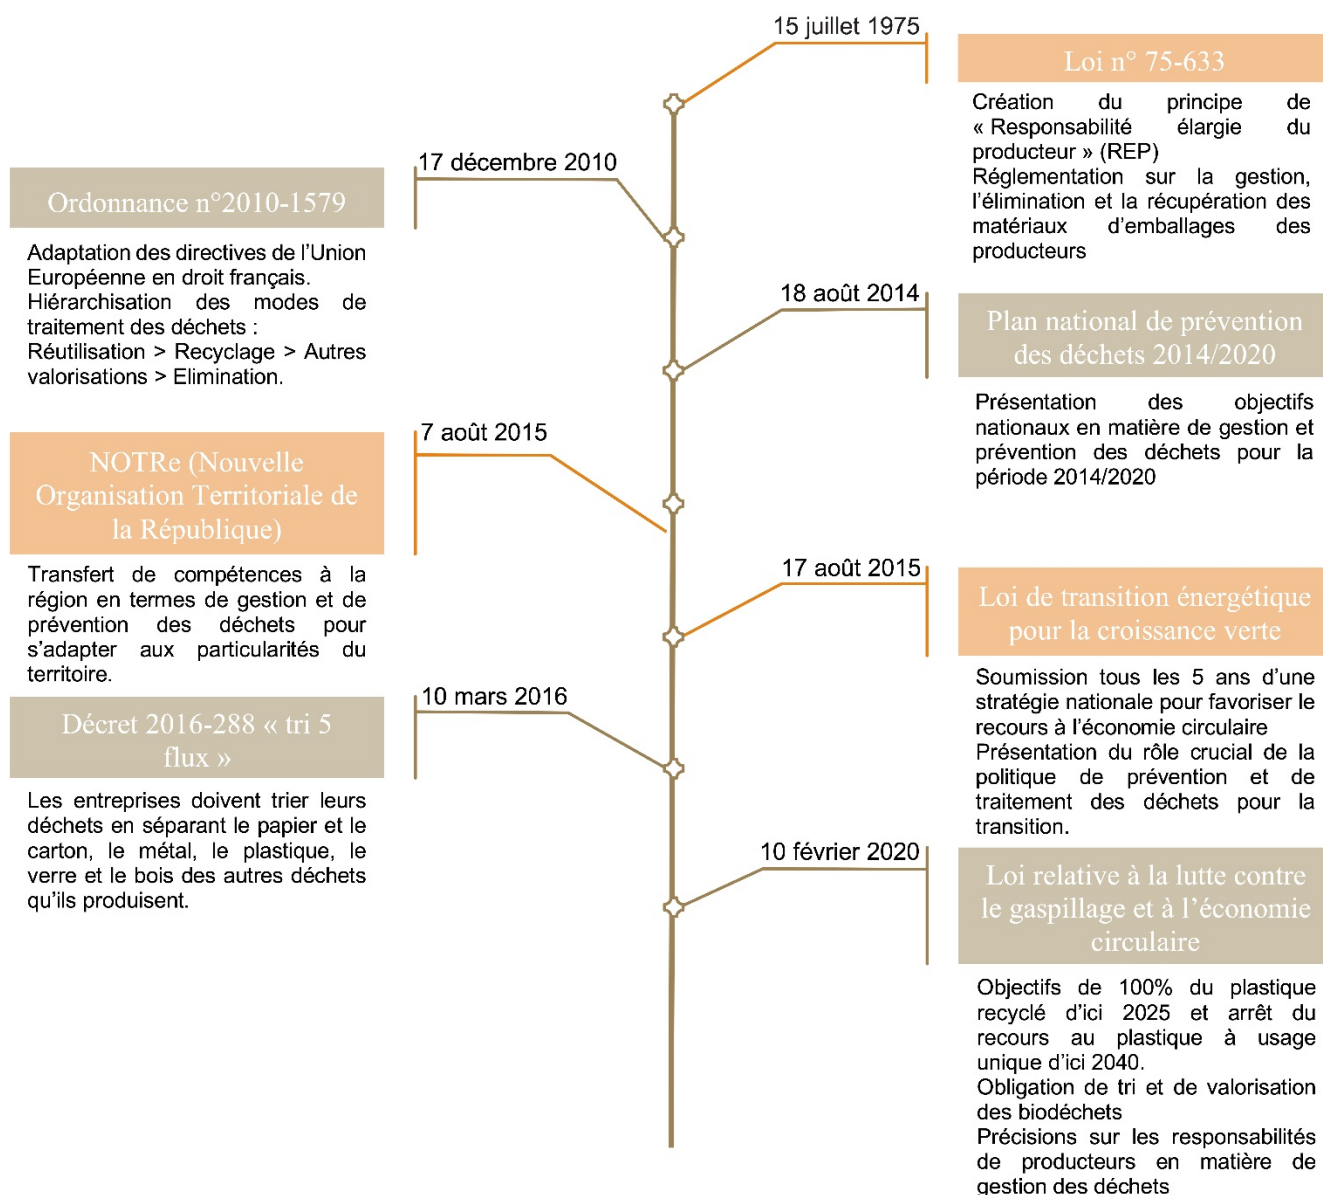 15 juillet 1975
Loi n° 75-633
Création du principe de
« Responsabilité élargie du
producteur » (REP)
Réglementation sur la gestion,
l'élimination et la récupération des
matériaux d'emballages des
producteurs
17 décembre 2010
Ordonnance n°2010-1579
Adaptation des directives de l'Union
Européenne en droit français.
Hiérarchisation des modes de
traitement des déchets :
Réutilisation > Recyclage > Autres
valorisations > Elimination.
18 août 2014
Plan national de prévention
des déchets 2014/2020
Présentation des objectifs
nationaux en matière de gestion et
prévention des déchets pour la
période 2014/2020
7 août 2015
NOTRe (Nouvelle
Organisation Territoriale de
la République)
Transfert de compétences à la
région en termes de gestion et de
prévention des déchets pour
s'adapter aux particularités du
territoire.
17 août 2015
Loi de transition énergétique
pour la croissance verte
Soumission tous les 5 ans d'une
stratégie nationale pour favoriser le
recours à l'économie circulaire
Présentation du rôle crucial de la
politique de prévention et de
traitement des déchets pour la
transition.
10 mars 2016
Décret 2016-288 « tri 5
flux »
Les entreprises doivent trier leurs
déchets en séparant le papier et le
carton, le métal, le plastique, le
verre et le bois des autres déchets
qu'ils produisent.
10 février 2020
Loi relative à la lutte contre
le gaspillage et à l'économie
circulaire
Objectifs de 100% du plastique
recyclé d'ici 2025 et arrêt du
recours au plastique à usage
unique d'ici 2040.
Obligation de tri et de valorisation
des biodéchets
Précisions sur les responsabilités
de producteurs en matière de
gestion des déchets